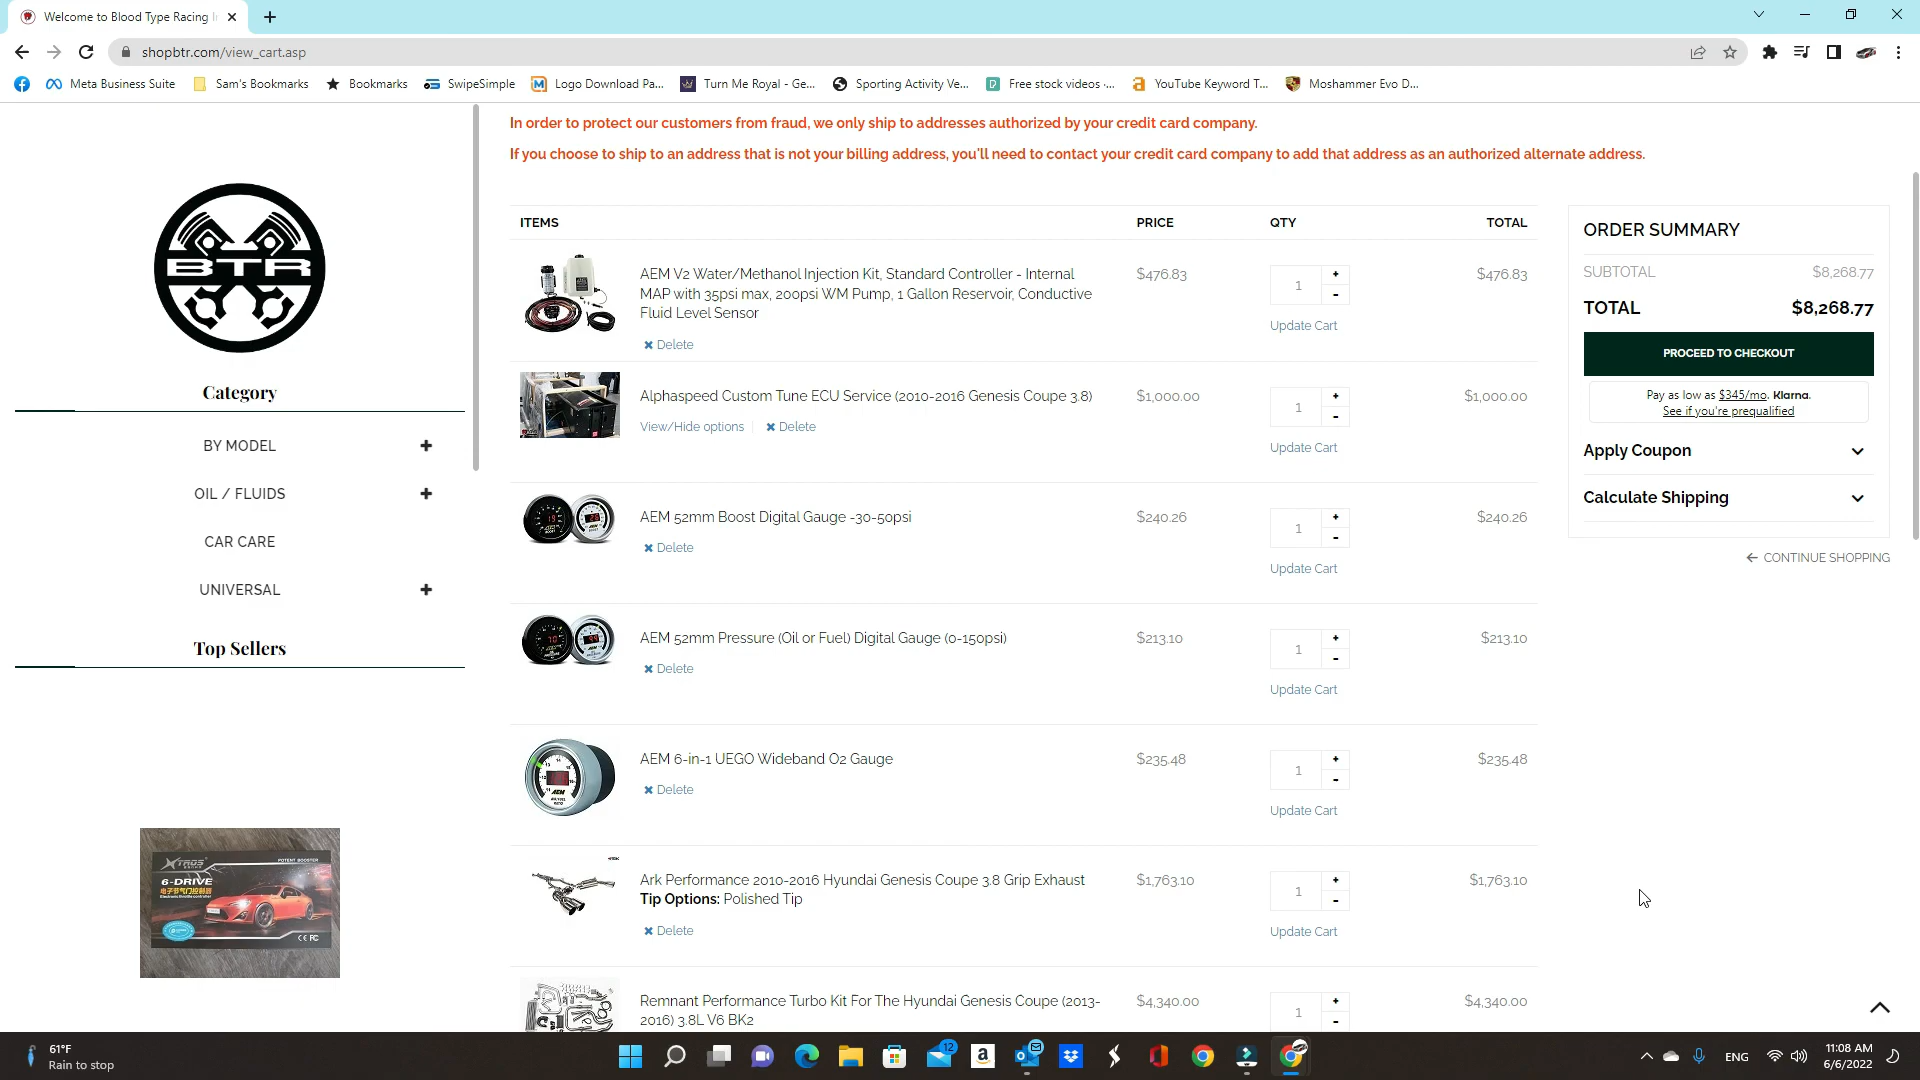 Welcome to Blood Type Racing I
shopbtr.com/view_cart.asp
Meta Business Suite
Sam's Bookmarks
Bookmarks
SwipeSimple
Logo Download Pa...
Turn Me Royal - Ge...
Sporting Activity Ve...
Free stock videos -...
YouTube Keyword T...
Moshammer Evo D...
In order to protect our customers from fraud, we only ship to addresses authorized by your credit card company.
If you choose to ship to an address that is not your billing address, you'll need to contact your credit card company to add that address as an authorized alternate address.
BTR
Category
BY MODEL
OIL / FLUIDS
CAR CARE
UNIVERSAL
Top Sellers
POTENT BOOSTER
6-DRIVE
电子节气门控制器
Electronic throttle controller
ITEMS PRICE QTY TOTAL
AEM V2 Water/Methanol Injection Kit, Standard Controller - Internal
MAP with 35psi max, 200psi WM Pump, 1 Gallon Reservoir, Conductive
Fluid Level Sensor
Delete
$476.83
1
+
-
Update Cart
$476.83
Alphaspeed Custom Tune ECU Service (2010-2016 Genesis Coupe 3.8)
View/Hide options
Delete
$1,000.00
1
+
-
Update Cart
$1,000.00
AEM 52mm Boost Digital Gauge -30-50psi
Delete
$240.26
1
+
-
Update Cart
$240.26
AEM 52mm Pressure (Oil or Fuel) Digital Gauge (0-150psi)
Delete
$213.10
1
+
-
Update Cart
$213.10
AEM 6-in-1 UEGO Wideband O2 Gauge
Delete
$235.48
1
+
-
Update Cart
$235.48
Ark Performance 2010-2016 Hyundai Genesis Coupe 3.8 Grip Exhaust
Tip Options: Polished Tip
Delete
$1,763.10
1
+
-
Update Cart
$1,763.10
Remnant Performance Turbo Kit For The Hyundai Genesis Coupe (2013-
2016) 3.8L V6 BK2
$4,340.00
1
+
-
$4,340.00
ORDER SUMMARY
SUBTOTAL $8,268.77
TOTAL $8,268.77
PROCEED TO CHECKOUT
Pay as low as $345/mo. Klarna.
See if you're prequalified
Apply Coupon
Calculate Shipping
CONTINUE SHOPPING
61°F
Rain to stop
12
ENG
11:08 AM
6/6/2022